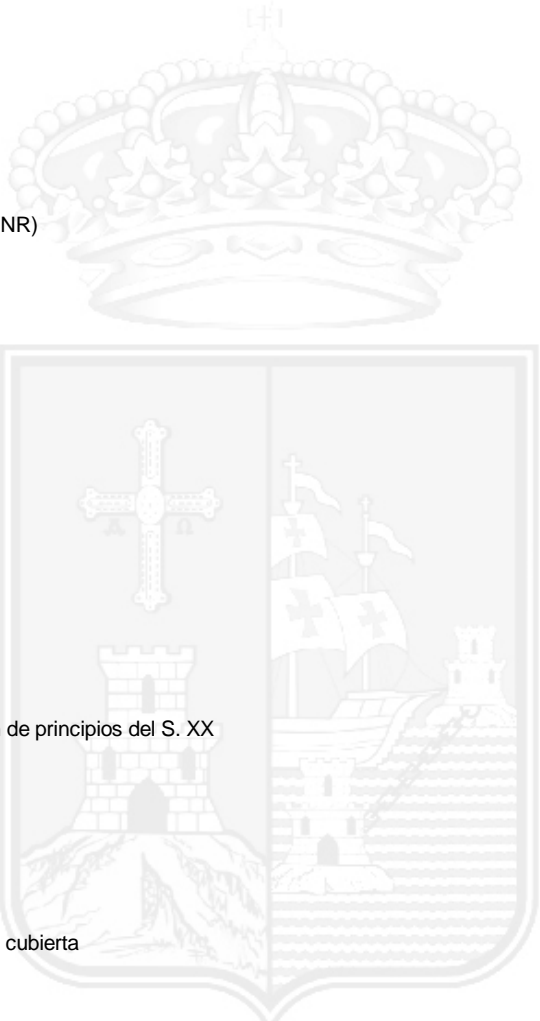 NR)
Α Ω
de principios del S. XX
cubierta